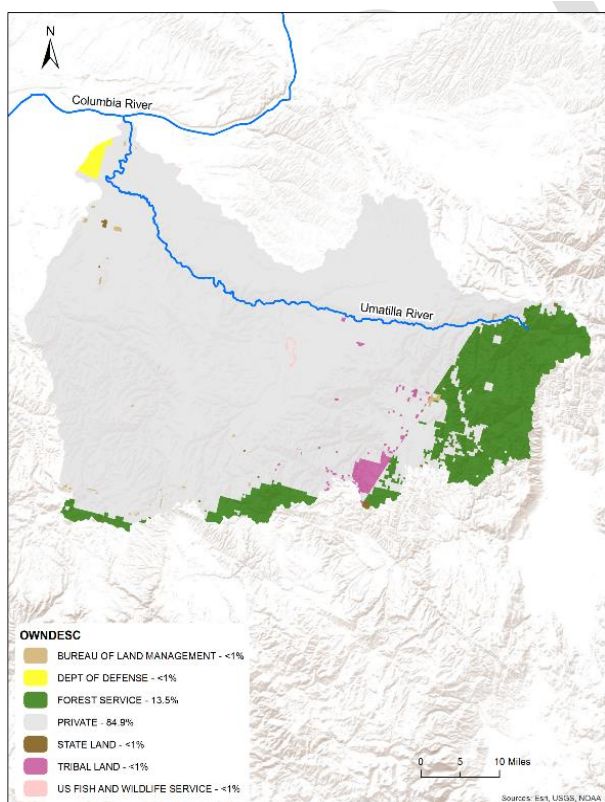 N
Columbia River
Umatilla River
OWNDESC
BUREAU OF LAND MANAGEMENT - <1%
DEPT OF DEFENSE - <1%
FOREST SERVICE - 13.5%
PRIVATE - 84.9%
STATE LAND - <1%
TRIBAL LAND - <1%
US FISH AND WILDLIFE SERVICE - <1%
0 5 10 Miles
Sources: Esri, USGS, NOAA